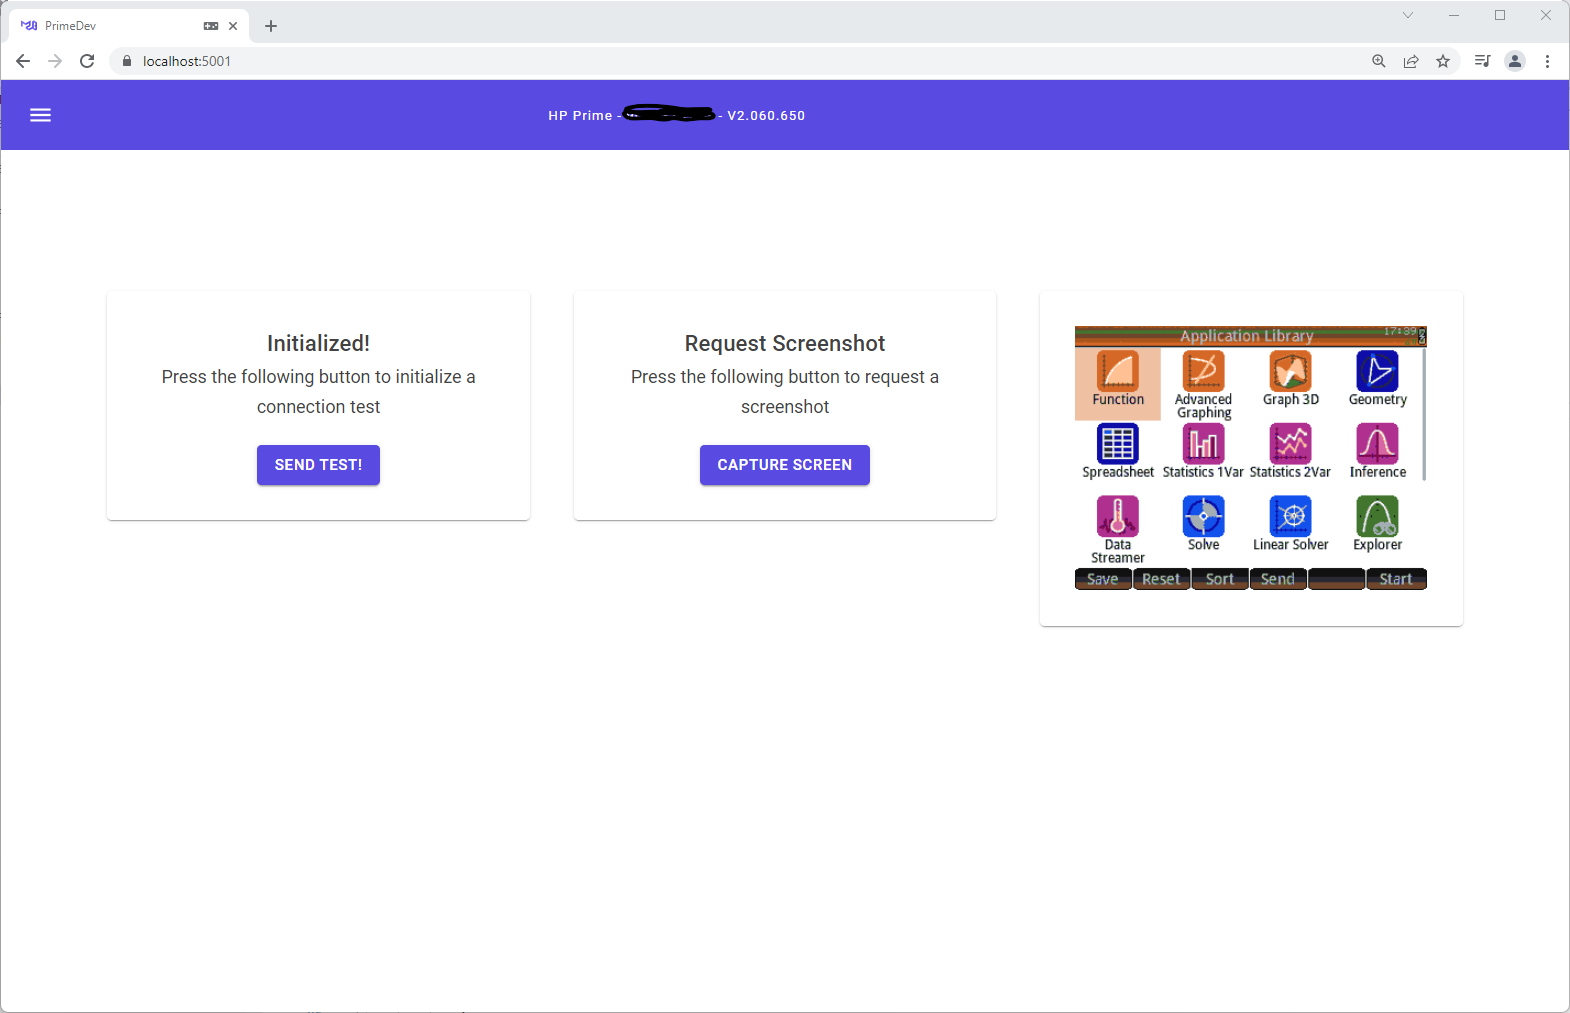 PrimeDev
localhost:5001
HP Prime - - V2.060.650
Initialized!
Press the following button to initialize a
connection test
SEND TEST!
Request Screenshot
Press the following button to request a
screenshot
CAPTURE SCREEN
Application Library
17:39
Function
Advanced
Graphing
Graph 3D
Geometry
Spreadsheet
Statistics 1Var
Statistics 2Var
Inference
Data
Streamer
Solve
Linear Solver
Explorer
Save
Reset
Sort
Send
Start